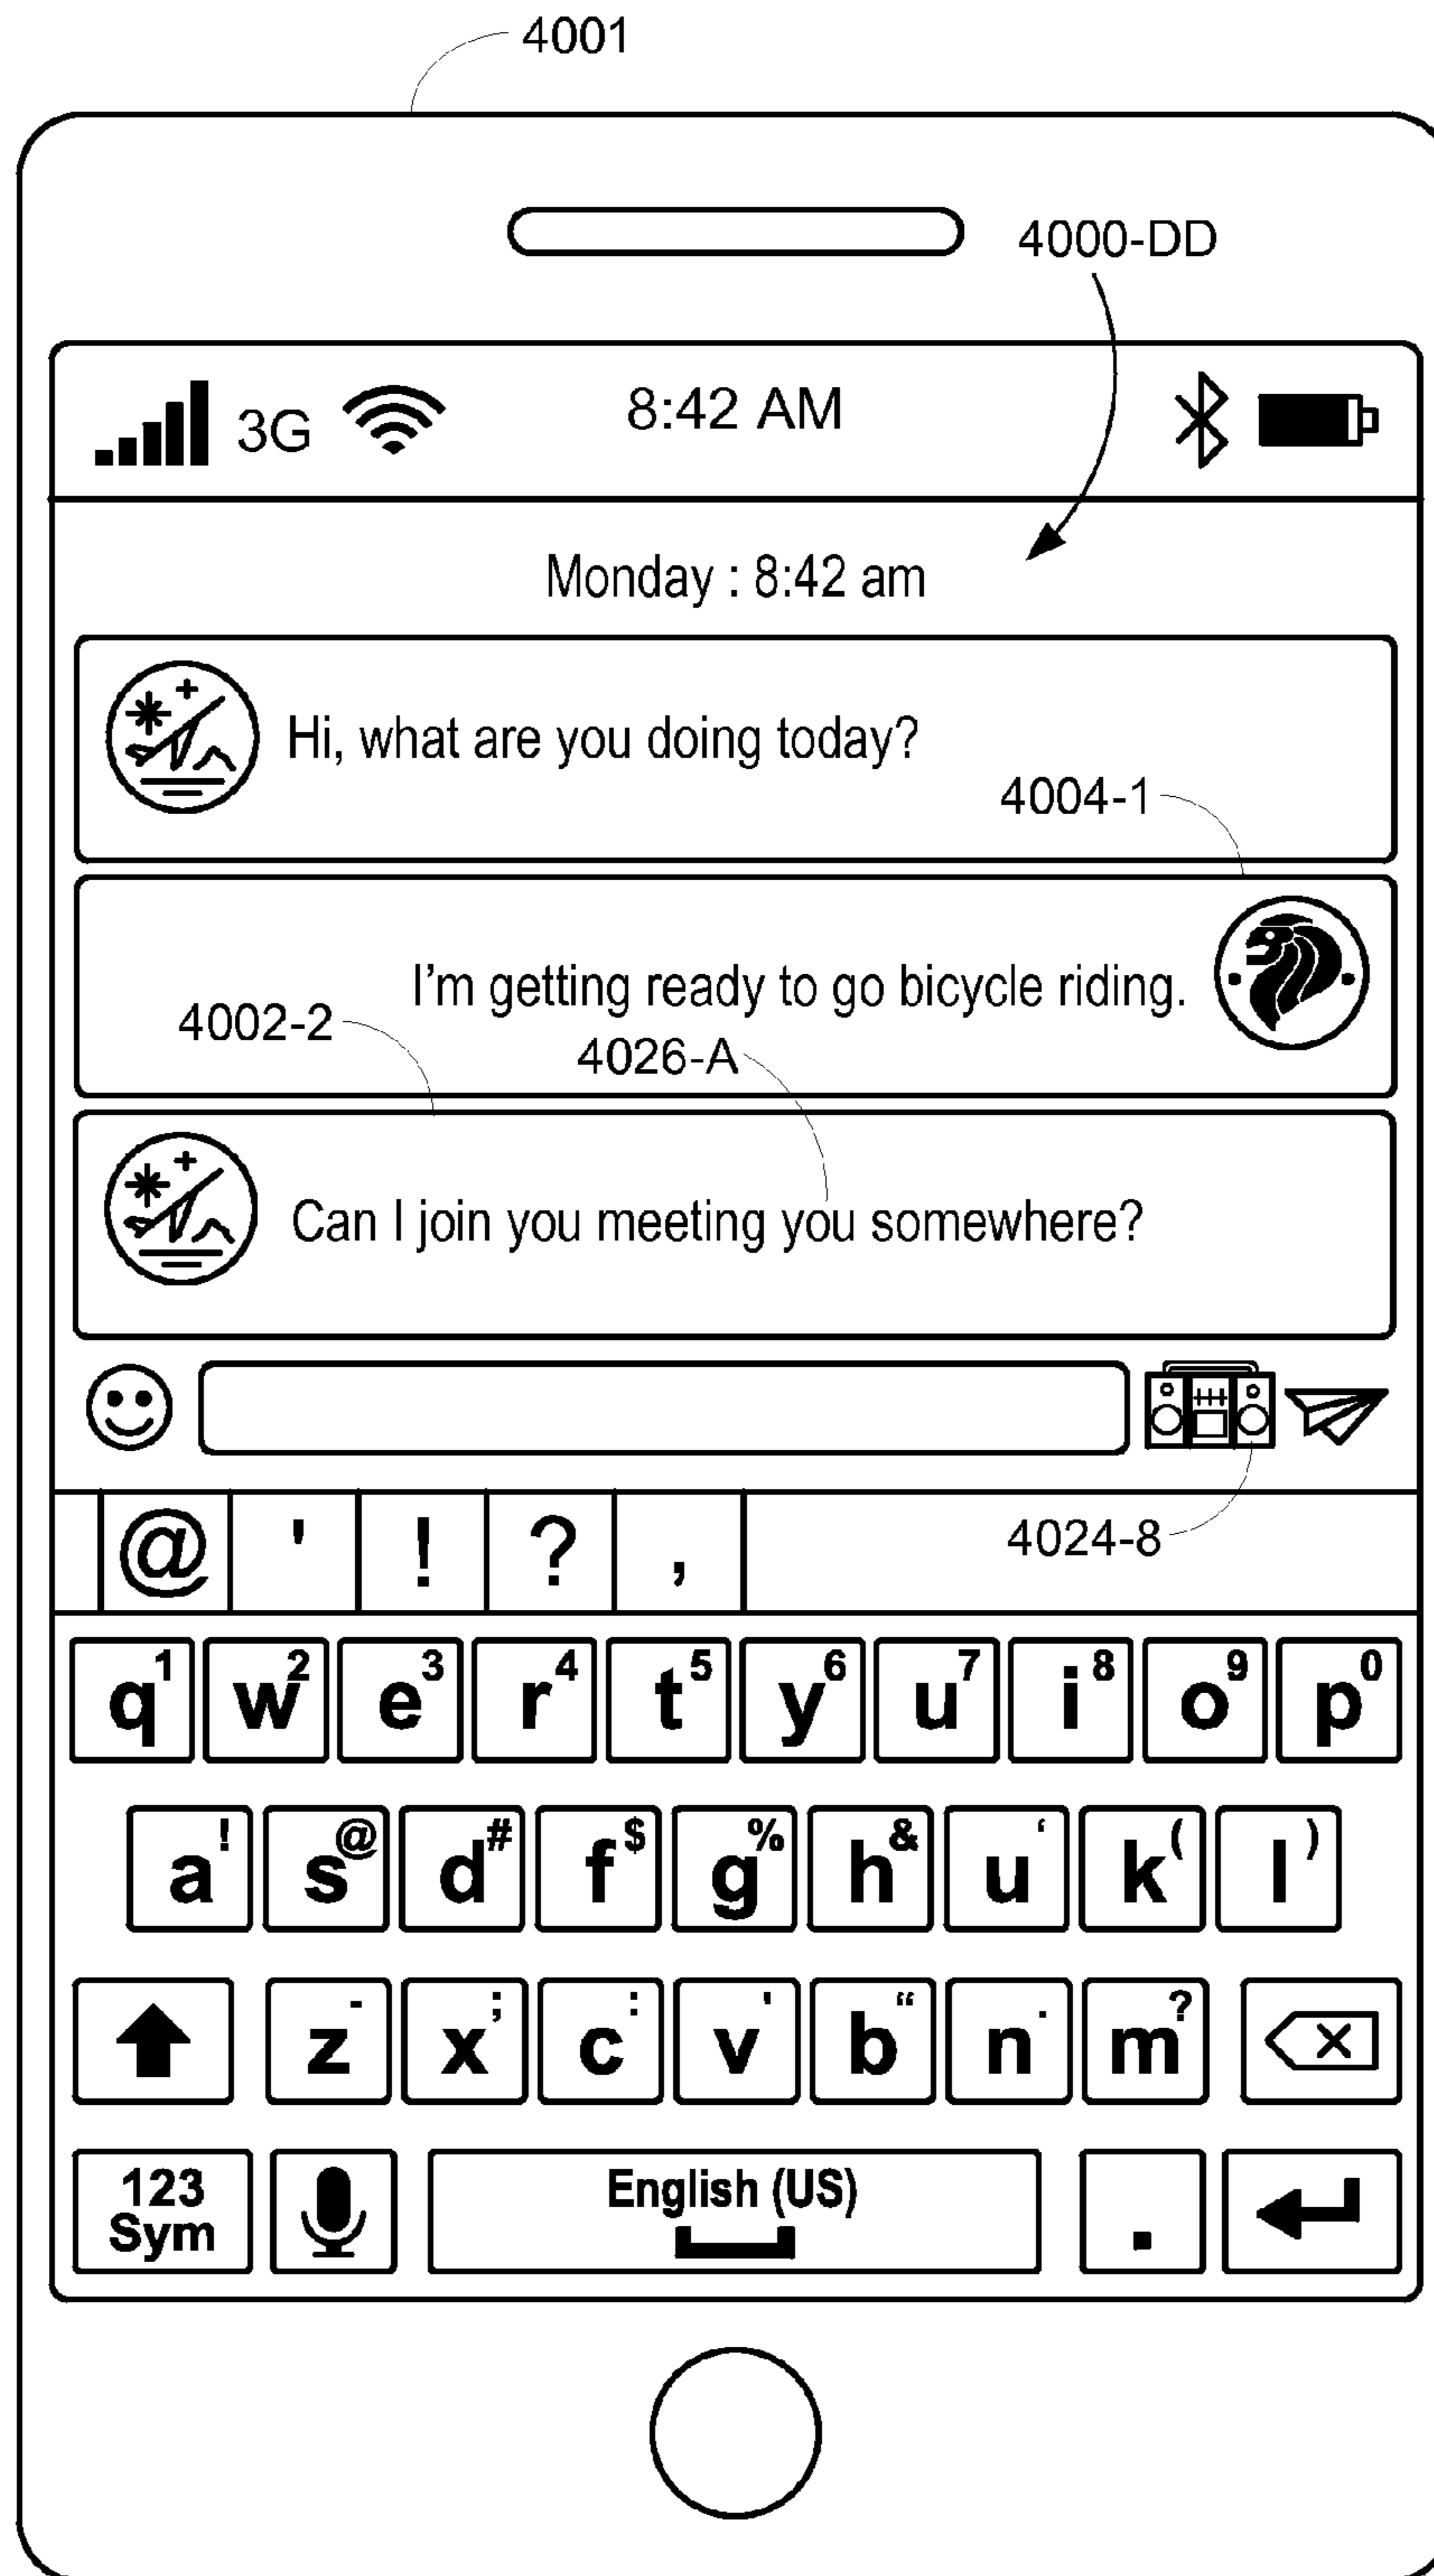 4001
4000-DD
3G 8:42 AM
Monday : 8:42 am
Hi, what are you doing today?
4004-1
I'm getting ready to go bicycle riding.
4002-2
4026-A
Can I join you meeting you somewhere?
@ ' ! ? ,
4024-8
q1 w2 e3 r4 t5 y6 u7 i8 o9 p0
a! s@ d# f$ g% h& u‘ k( l)
z- x; c: v' b“ n. m?
123 Sym English (US) .